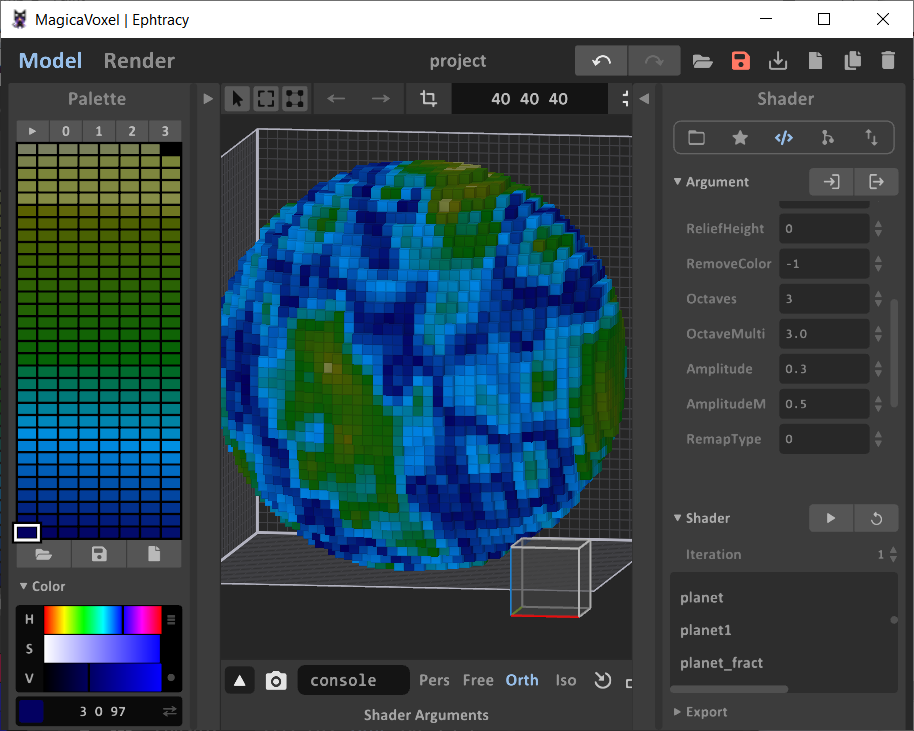 MagicaVoxel | Ephtracy
Model Render project
Palette
0 1 2 3
40 40 40
Shader
Argument
ReliefHeight 0
RemoveColor -1
Octaves 3
OctaveMulti 3.0
Amplitude 0.3
AmplitudeM 0.5
RemapType 0
Shader
Iteration 1
planet
planet1
planet_fract
Export
Color
H
S
V
3 0 97
console Pers Free Orth Iso
Shader Arguments